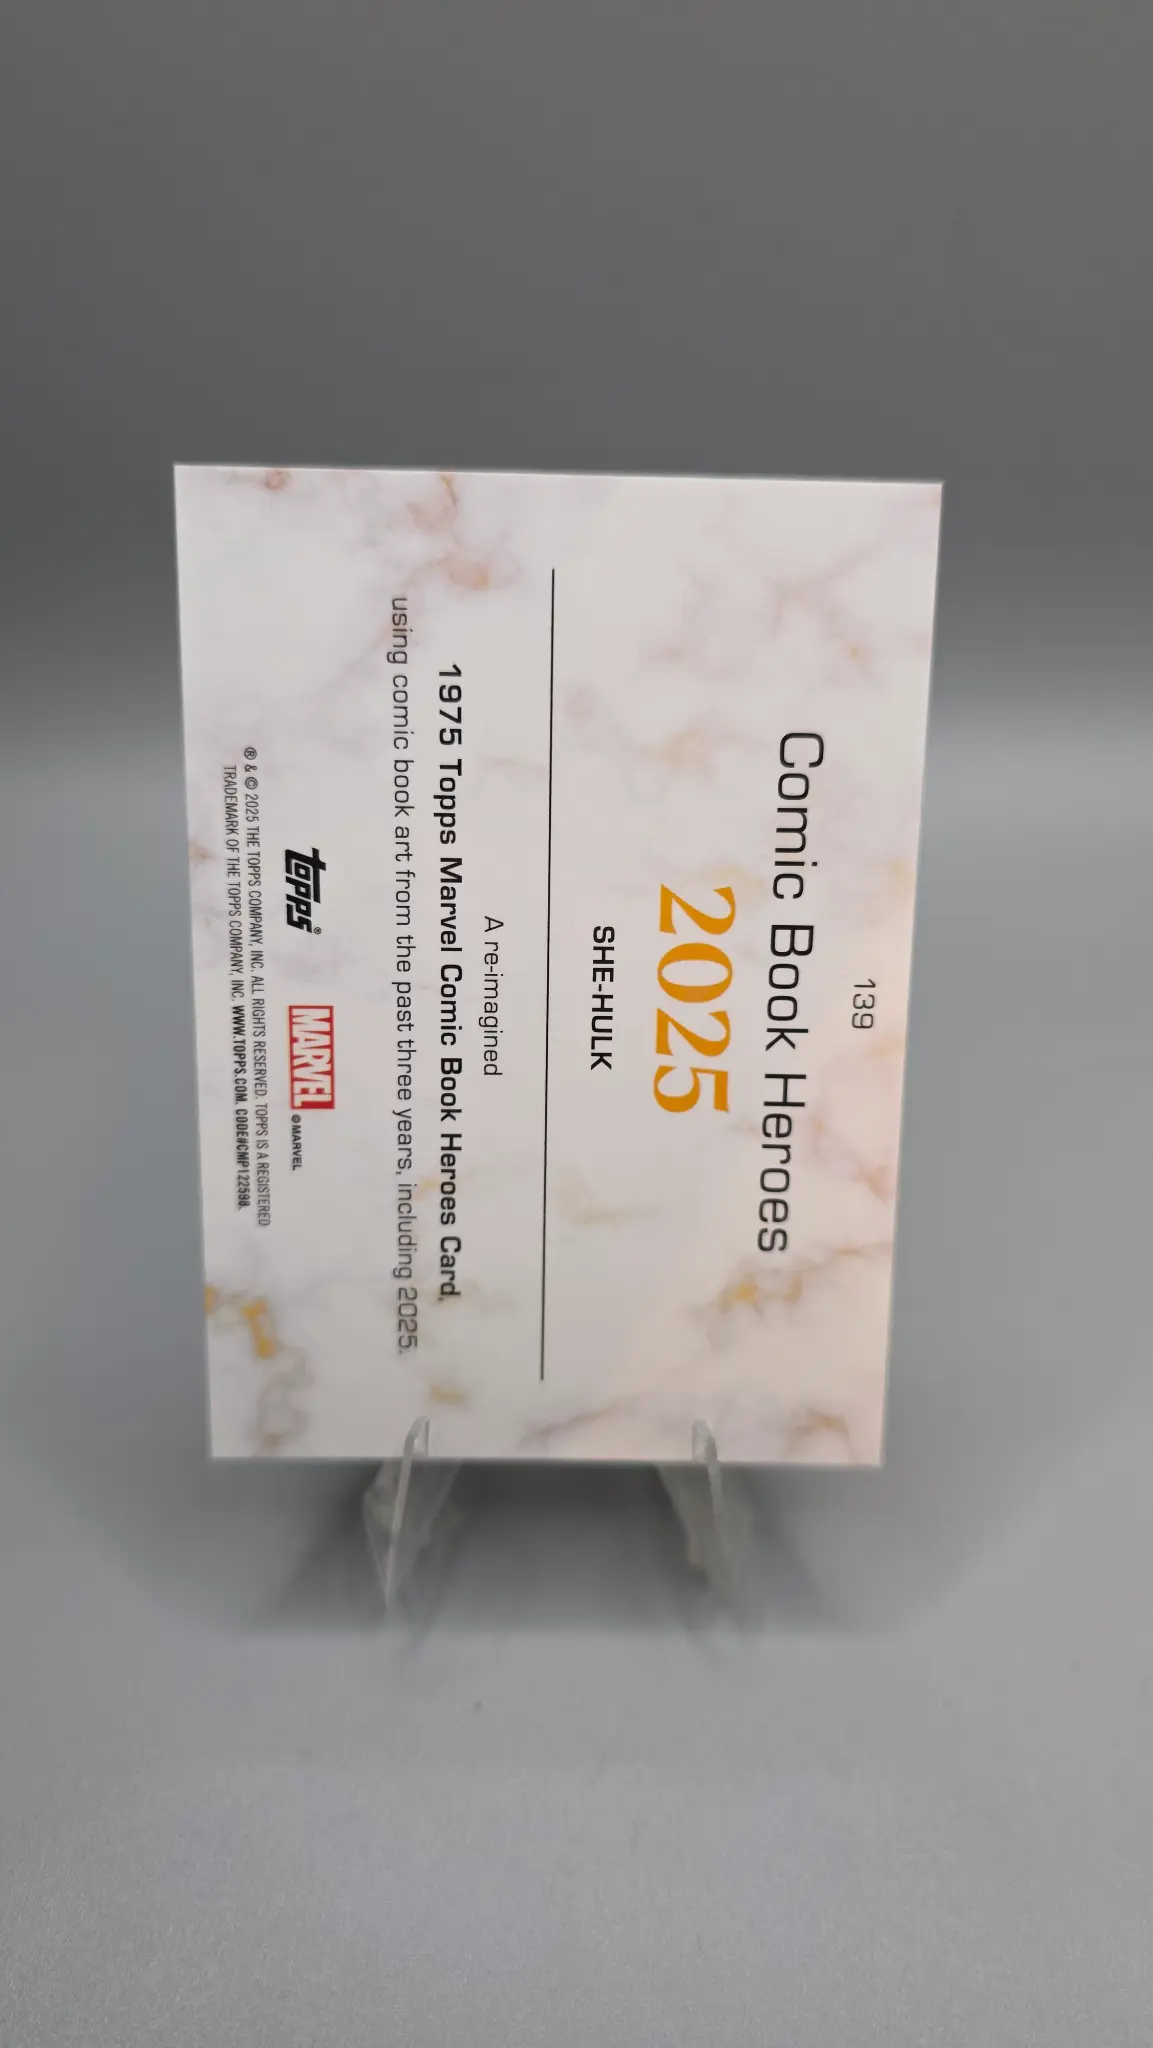 139
Comic Book Heroes
2025
SHE-HULK
A re-imagined
1975 Topps Marvel Comic Book Heroes Card,
using comic book art from the past three years, including 2025.
topps® MARVEL © MARVEL
® & © 2025 THE TOPPS COMPANY, INC. ALL RIGHTS RESERVED. TOPPS IS A REGISTERED
TRADEMARK OF THE TOPPS COMPANY, INC. WWW.TOPPS.COM. CODE#CMP122598.